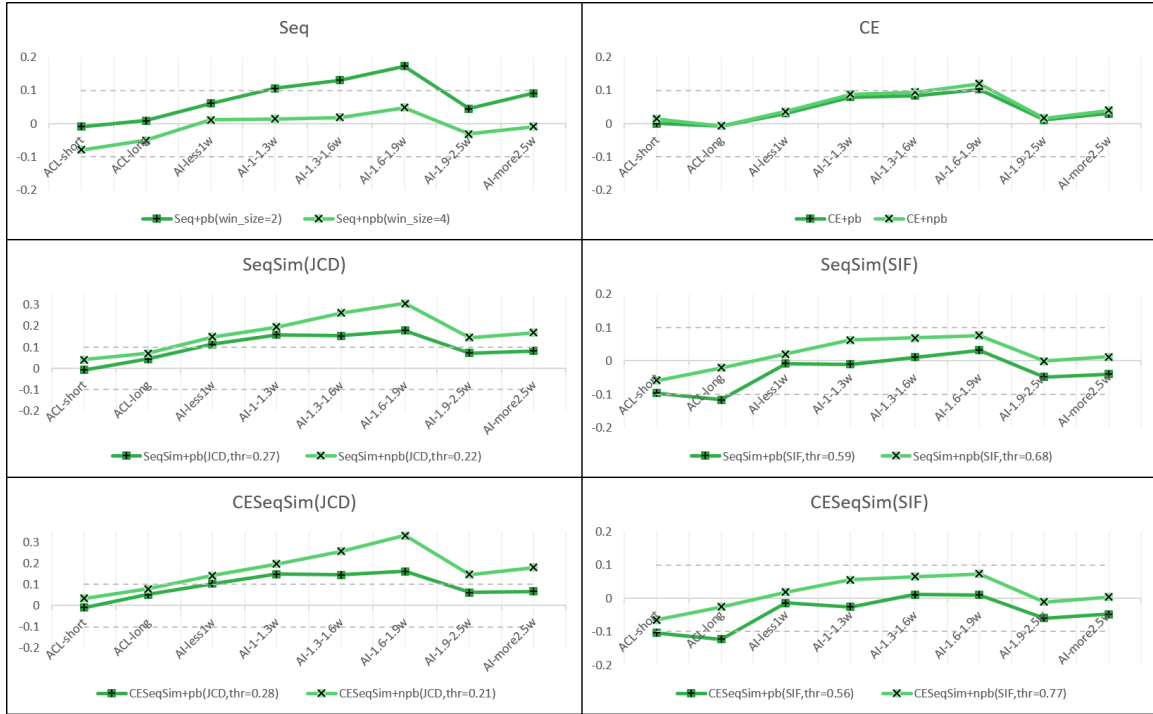 Seq
0.2
0.1
0
-0.1
-0.2
ACL-short
ACL-long
AI-less1w
AI-1-1.3w
AI-1.3-1.6w
AI-1.6-1.9w
AI-1.9-2.5w
AI-more2.5w
Seq+pb(win_size=2) Seq+npb(win_size=4)
CE
0.2
0.1
0
-0.1
-0.2
ACL-short
ACL-long
AI-less1w
AI-1-1.3w
AI-1.3-1.6w
AI-1.6-1.9w
AI-1.9-2.5w
AI-more2.5w
CE+pb CE+npb
SeqSim(JCD)
0.3
0.2
0.1
0
-0.1
-0.2
ACL-short
ACL-long
AI-less1w
AI-1-1.3w
AI-1.3-1.6w
AI-1.6-1.9w
AI-1.9-2.5w
AI-more2.5w
SeqSim+pb(JCD,thr=0.27) SeqSim+npb(JCD,thr=0.22)
SeqSim(SIF)
0.2
0.1
0
-0.1
-0.2
ACL-short
ACL-long
AI-less1w
AI-1-1.3w
AI-1.3-1.6w
AI-1.6-1.9w
AI-1.9-2.5w
AI-more2.5w
SeqSim+pb(SIF,thr=0.59) SeqSim+npb(SIF,thr=0.68)
CESeqSim(JCD)
0.3
0.2
0.1
0
-0.1
-0.2
ACL-short
ACL-long
AI-less1w
AI-1-1.3w
AI-1.3-1.6w
AI-1.6-1.9w
AI-1.9-2.5w
AI-more2.5w
CESeqSim+pb(JCD,thr=0.28) CESeqSim+npb(JCD,thr=0.21)
CESeqSim(SIF)
0.2
0.1
0
-0.1
-0.2
ACL-short
ACL-long
AI-less1w
AI-1-1.3w
AI-1.3-1.6w
AI-1.6-1.9w
AI-1.9-2.5w
AI-more2.5w
CESeqSim+pb(SIF,thr=0.56) CESeqSim+npb(SIF,thr=0.77)